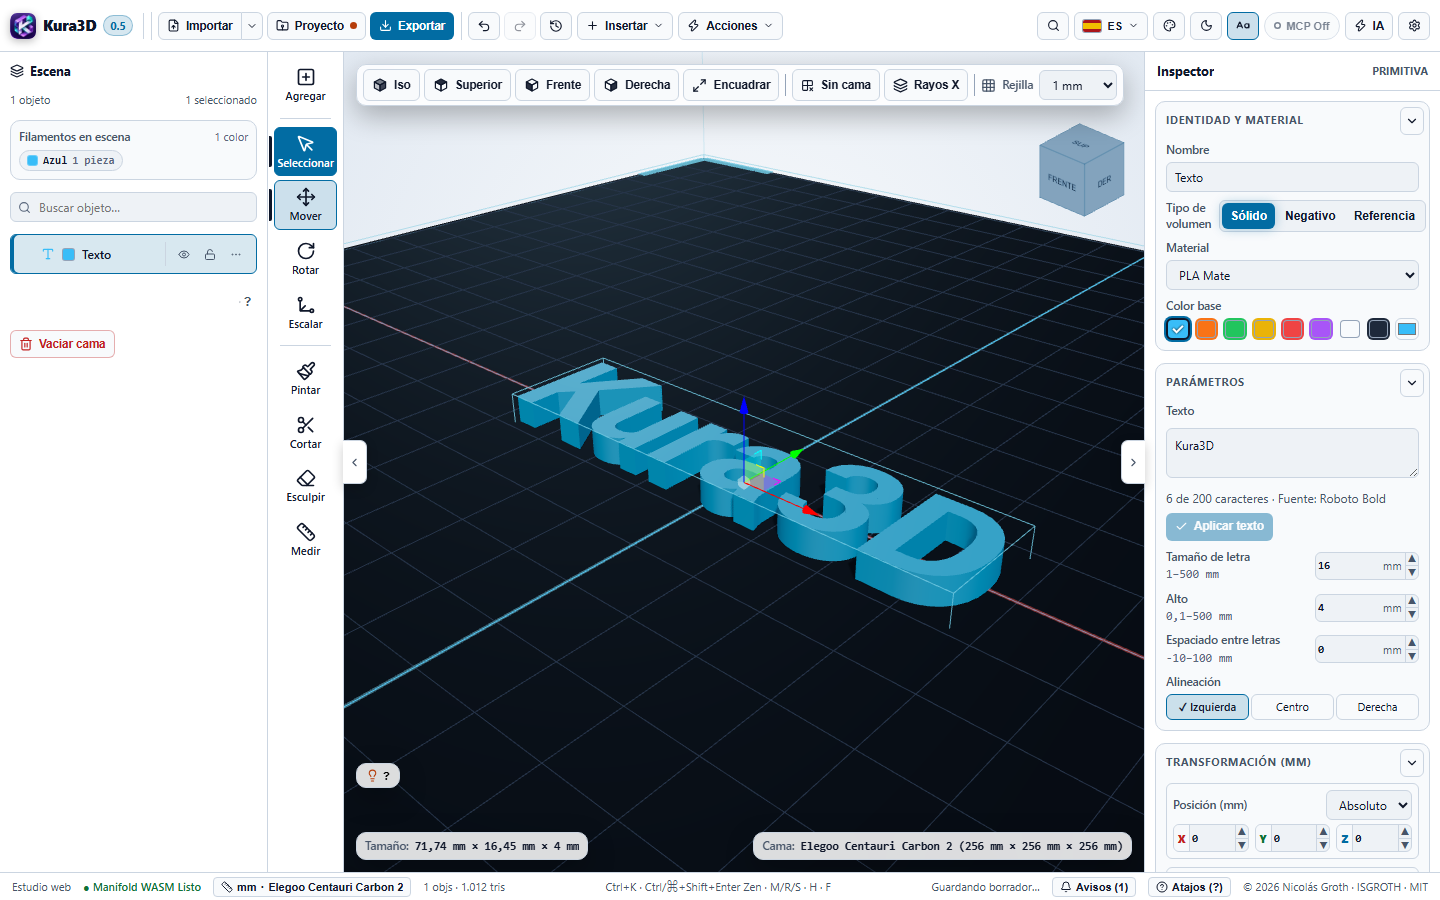 Kura3D 0.5 Importar Proyecto Exportar Insertar Acciones ES Aa MCP Off IA
Escena
1 objeto 1 seleccionado
Filamentos en escena 1 color
Azul 1 pieza
Buscar objeto...
Texto
?
Vaciar cama
Agregar
Seleccionar
Mover
Rotar
Escalar
Pintar
Cortar
Esculpir
Medir
Iso Superior Frente Derecha Encuadrar Sin cama Rayos X Rejilla 1 mm
SUP
FRENTE DER
Kura3D
?
Tamaño: 71,74 mm × 16,45 mm × 4 mm
Cama: Elegoo Centauri Carbon 2 (256 mm × 256 mm × 256 mm)
Inspector PRIMITIVA
IDENTIDAD Y MATERIAL
Nombre
Texto
Tipo de volumen Sólido Negativo Referencia
Material
PLA Mate
Color base
PARÁMETROS
Texto
Kura3D
6 de 200 caracteres · Fuente: Roboto Bold
Aplicar texto
Tamaño de letra
1–500 mm
16 mm
Alto
0,1–500 mm
4 mm
Espaciado entre letras
-10–100 mm
0 mm
Alineación
✓ Izquierda Centro Derecha
TRANSFORMACIÓN (MM)
Posición (mm) Absoluto
X 0 Y 0 Z 0
Estudio web ● Manifold WASM Listo mm · Elegoo Centauri Carbon 2 1 objs · 1.012 tris Ctrl+K · Ctrl/⌘+Shift+Enter Zen · M/R/S · H · F Guardando borrador... Avisos (1) Atajos (?) © 2026 Nicolás Groth · ISGROTH · MIT